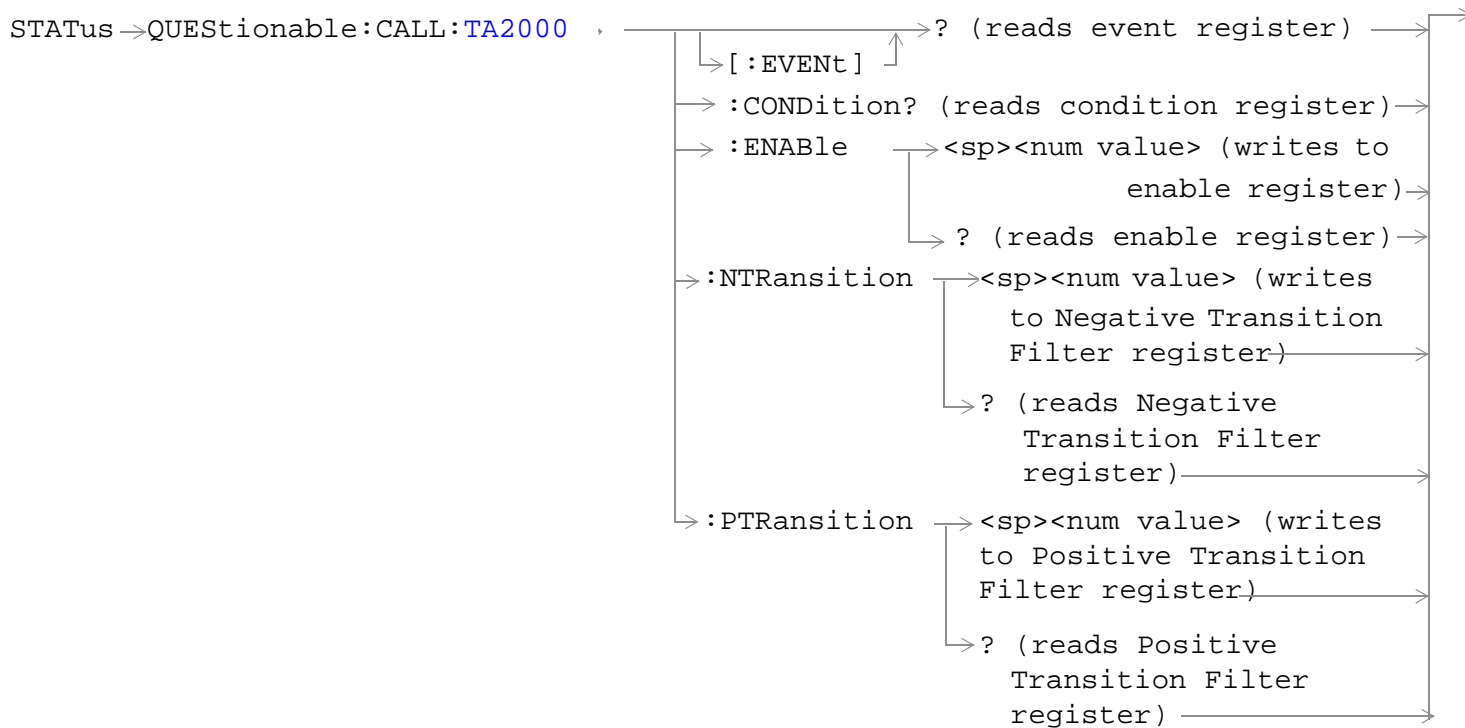 STATus QUEStionable:CALL:TA2000 ? (reads event register)
[:EVENt]
:CONDition? (reads condition register)
:ENABle <sp><num value> (writes to
enable register)
? (reads enable register)
:NTRansition <sp><num value> (writes
to Negative Transition
Filter register)
? (reads Negative
Transition Filter
register)
:PTRansition <sp><num value> (writes
to Positive Transition
Filter register)
? (reads Positive
Transition Filter
register)